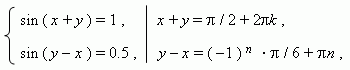 sin ( x + y ) = 1 , x + y = π / 2 + 2πk ,
sin ( y – x ) = 0.5 , y – x = ( – 1 ) ⁿ · π / 6 + πn ,